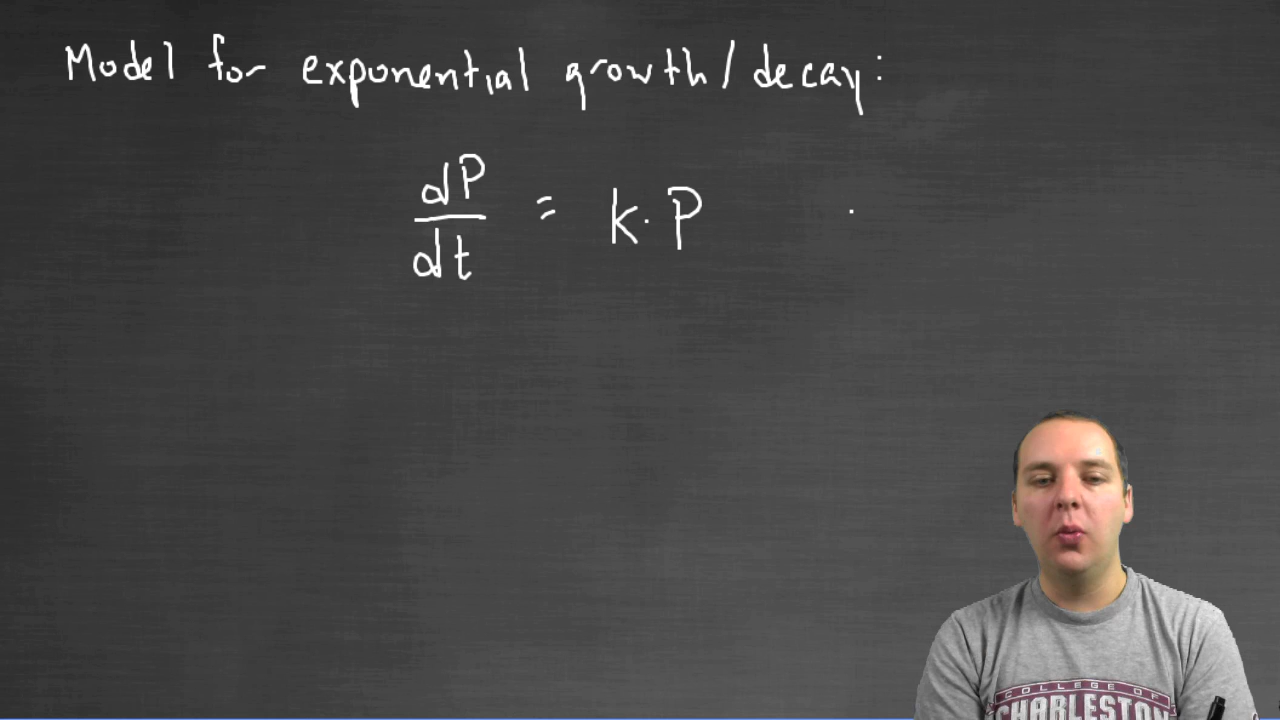 Model for exponential growth/decay:
dP/dt = k·P
COLLEGE OF
CHARLESTON